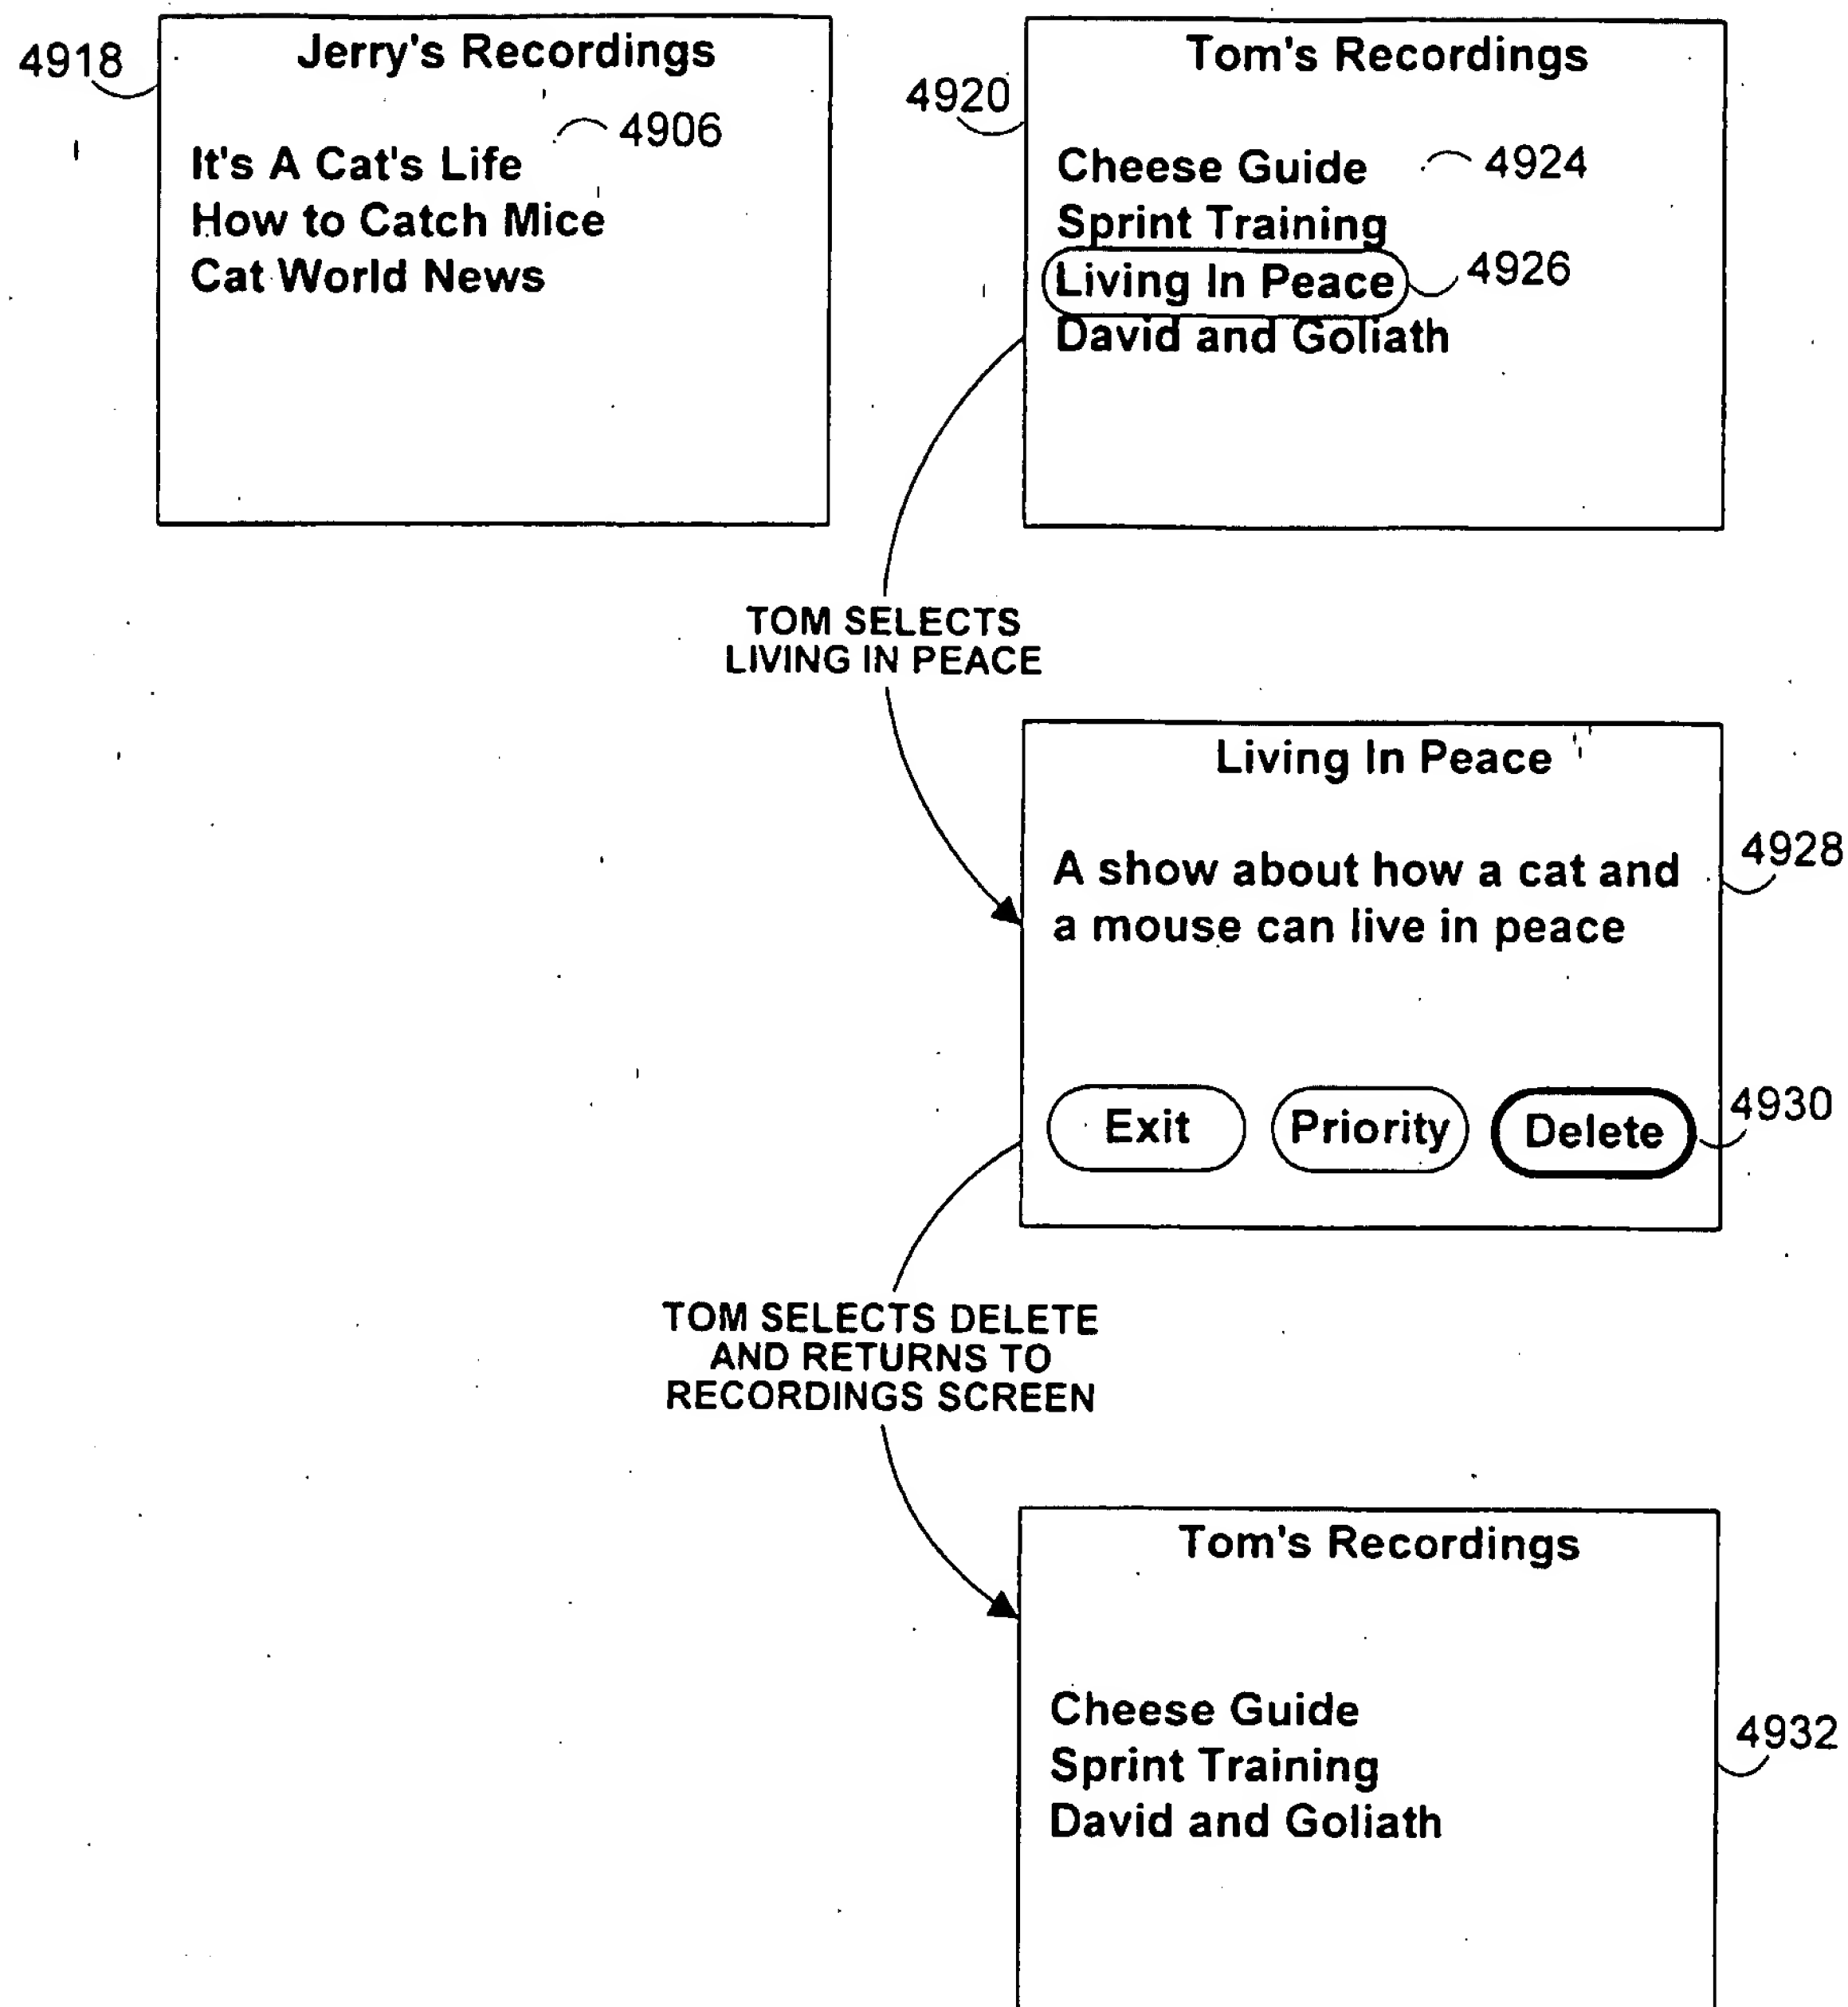 4918
Jerry's Recordings
4906
It's A Cat's Life
How to Catch Mice
Cat World News
4920
Tom's Recordings
Cheese Guide
4924
Sprint Training
Living In Peace
4926
David and Goliath
TOM SELECTS
LIVING IN PEACE
Living In Peace
A show about how a cat and
a mouse can live in peace
4928
Exit
Priority
Delete
4930
TOM SELECTS DELETE
AND RETURNS TO
RECORDINGS SCREEN
Tom's Recordings
Cheese Guide
Sprint Training
David and Goliath
4932